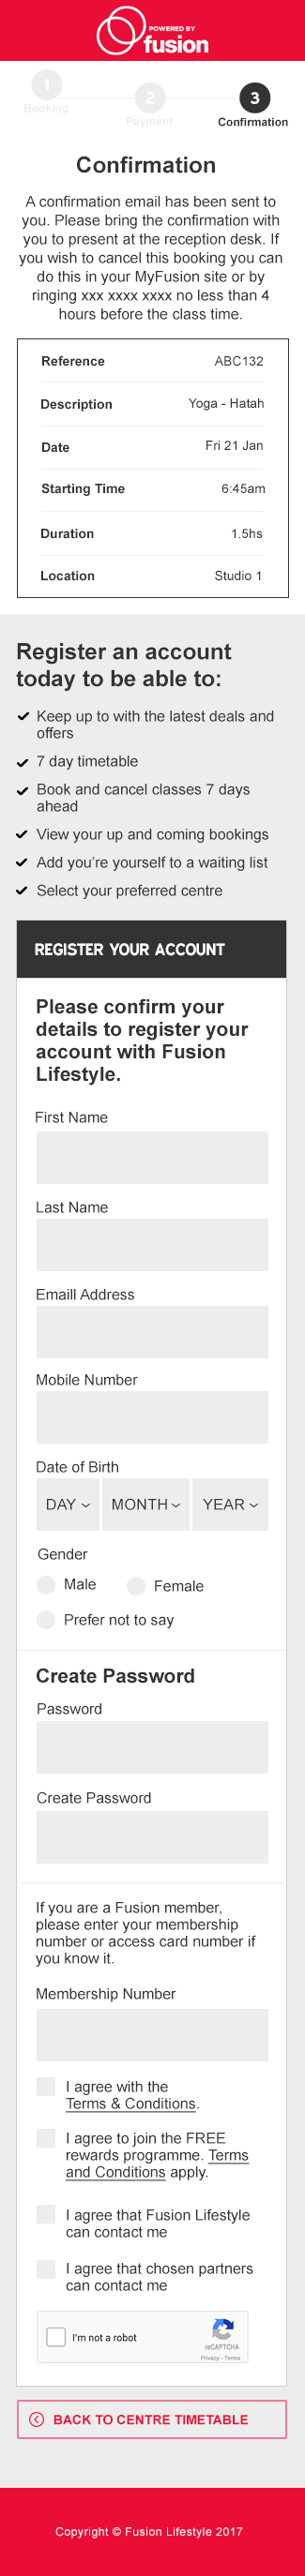 POWERED BY
fusion
1
2
3
Booking
Payment
Confirmation
Confirmation
A confirmation email has been sent to
you. Please bring the confirmation with
you to present at the reception desk. If
you wish to cancel this booking you can
do this in your MyFusion site or by
ringing xxx xxxx xxxx no less than 4
hours before the class time.
Reference ABC132
Description Yoga - Hatah
Date Fri 21 Jan
Starting Time 6:45am
Duration 1.5hs
Location Studio 1
Register an account
today to be able to:
Keep up to with the latest deals and
offers
7 day timetable
Book and cancel classes 7 days
ahead
View your up and coming bookings
Add you're yourself to a waiting list
Select your preferred centre
REGISTER YOUR ACCOUNT
Please confirm your
details to register your
account with Fusion
Lifestyle.
First Name
Last Name
Emaill Address
Mobile Number
Date of Birth
DAY MONTH YEAR
Gender
Male Female
Prefer not to say
Create Password
Password
Create Password
If you are a Fusion member,
please enter your membership
number or access card number if
you know it.
Membership Number
I agree with the
Terms & Conditions.
I agree to join the FREE
rewards programme. Terms
and Conditions apply.
I agree that Fusion Lifestyle
can contact me
I agree that chosen partners
can contact me
I'm not a robot
reCAPTCHA
Privacy - Terms
BACK TO CENTRE TIMETABLE
Copyright © Fusion Lifestyle 2017